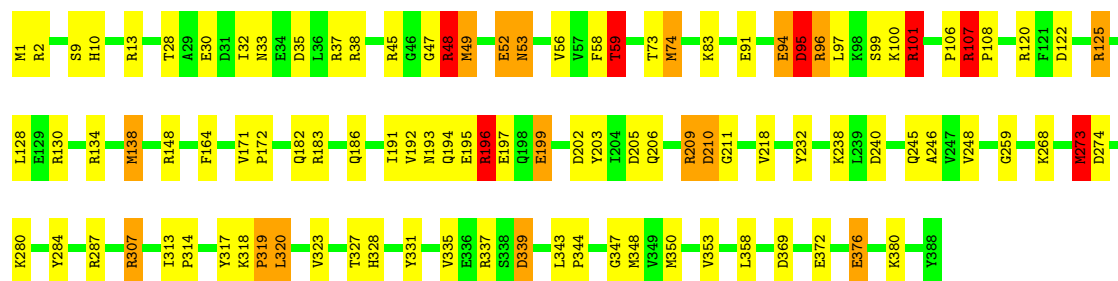 M1 R2 S9 H10 R13 T28 A29 E30 D31 I32 N33 E34 D35 L36 R37 R38 R45 G46 G47 R48 M49 E52 N53 V56 V57 F58 T59 T73 M74 K83 E91 E94 D95 R96 L97 K98 S99 K100 R101 P106 R107 P108 R120 F121 D122 R125
L128 E129 R130 R134 M138 R148 F164 V171 P172 Q182 R183 Q186 I191 V192 N193 Q194 E195 R196 E197 Q198 E199 D202 Y203 I204 D205 Q206 R209 D210 G211 V218 Y232 K238 L239 D240 Q245 A246 V247 V248 G259 K268 M273 D274
K280 Y284 R287 R307 I313 P314 Y317 K318 P319 L320 V323 T327 H328 Y331 V335 E336 R337 S338 D339 L343 P344 G347 M348 V349 M350 V353 L358 D369 E372 E376 K380 Y388